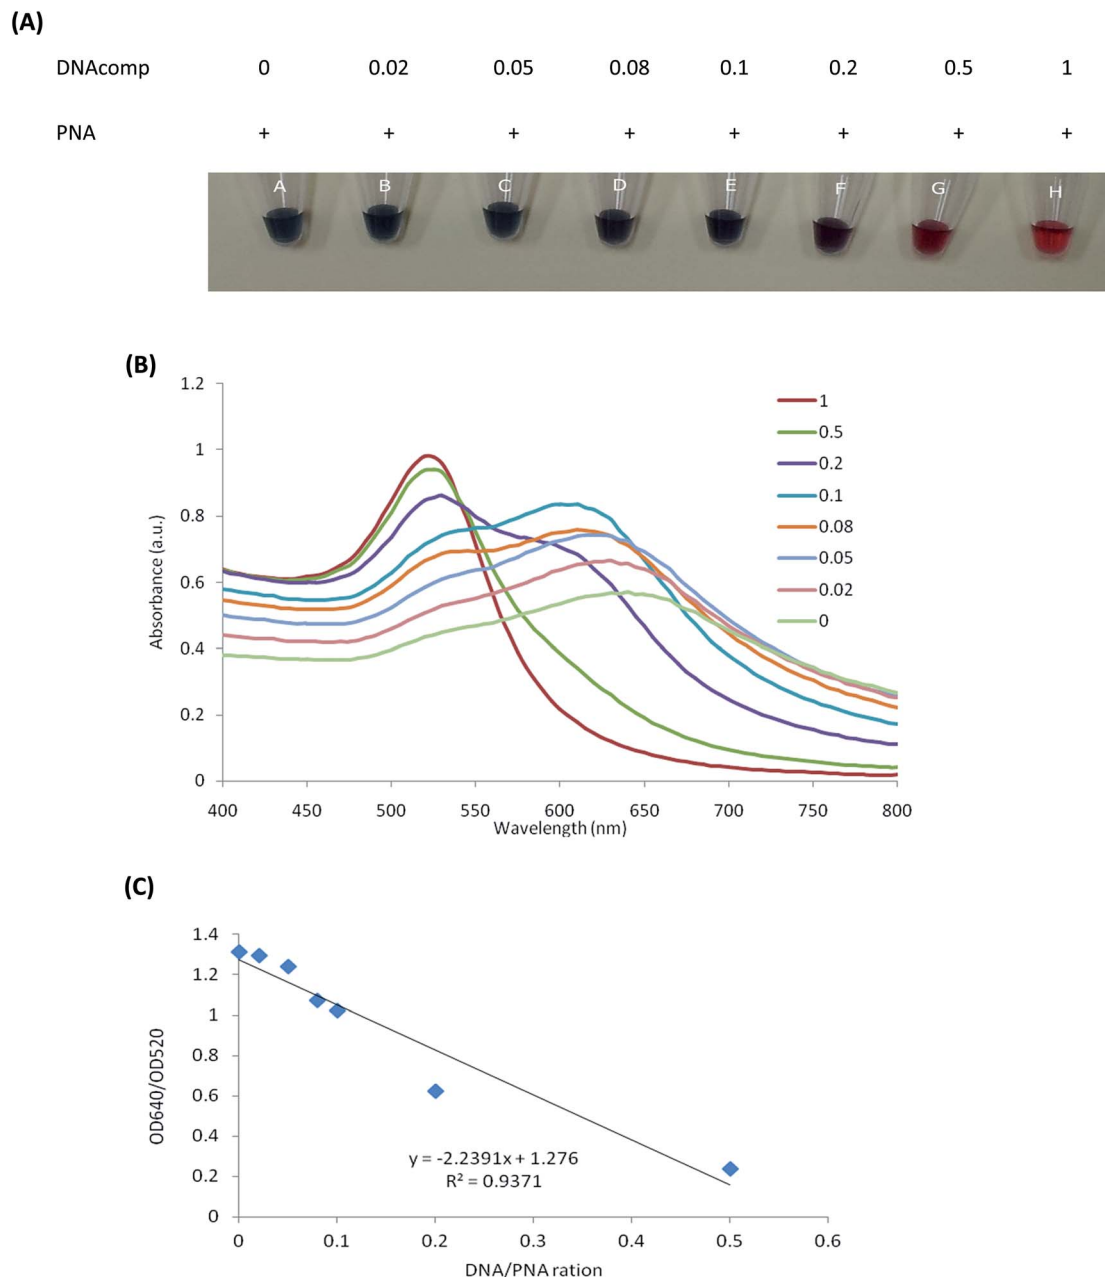 (A)
DNAcomp 0 0.02 0.05 0.08 0.1 0.2 0.5 1
PNA + + + + + + + +
A B C D E F G H
(B)
1.2
1
0.8
0.6
0.4
0.2
0
Absorbance (a.u.)
400 450 500 550 600 650 700 750 800
Wavelength (nm)
1
0.5
0.2
0.1
0.08
0.05
0.02
0
(C)
1.4
1.2
1
0.8
0.6
0.4
0.2
0
OD640/OD520
y = -2.2391x + 1.276
R² = 0.9371
0 0.1 0.2 0.3 0.4 0.5 0.6
DNA/PNA ration